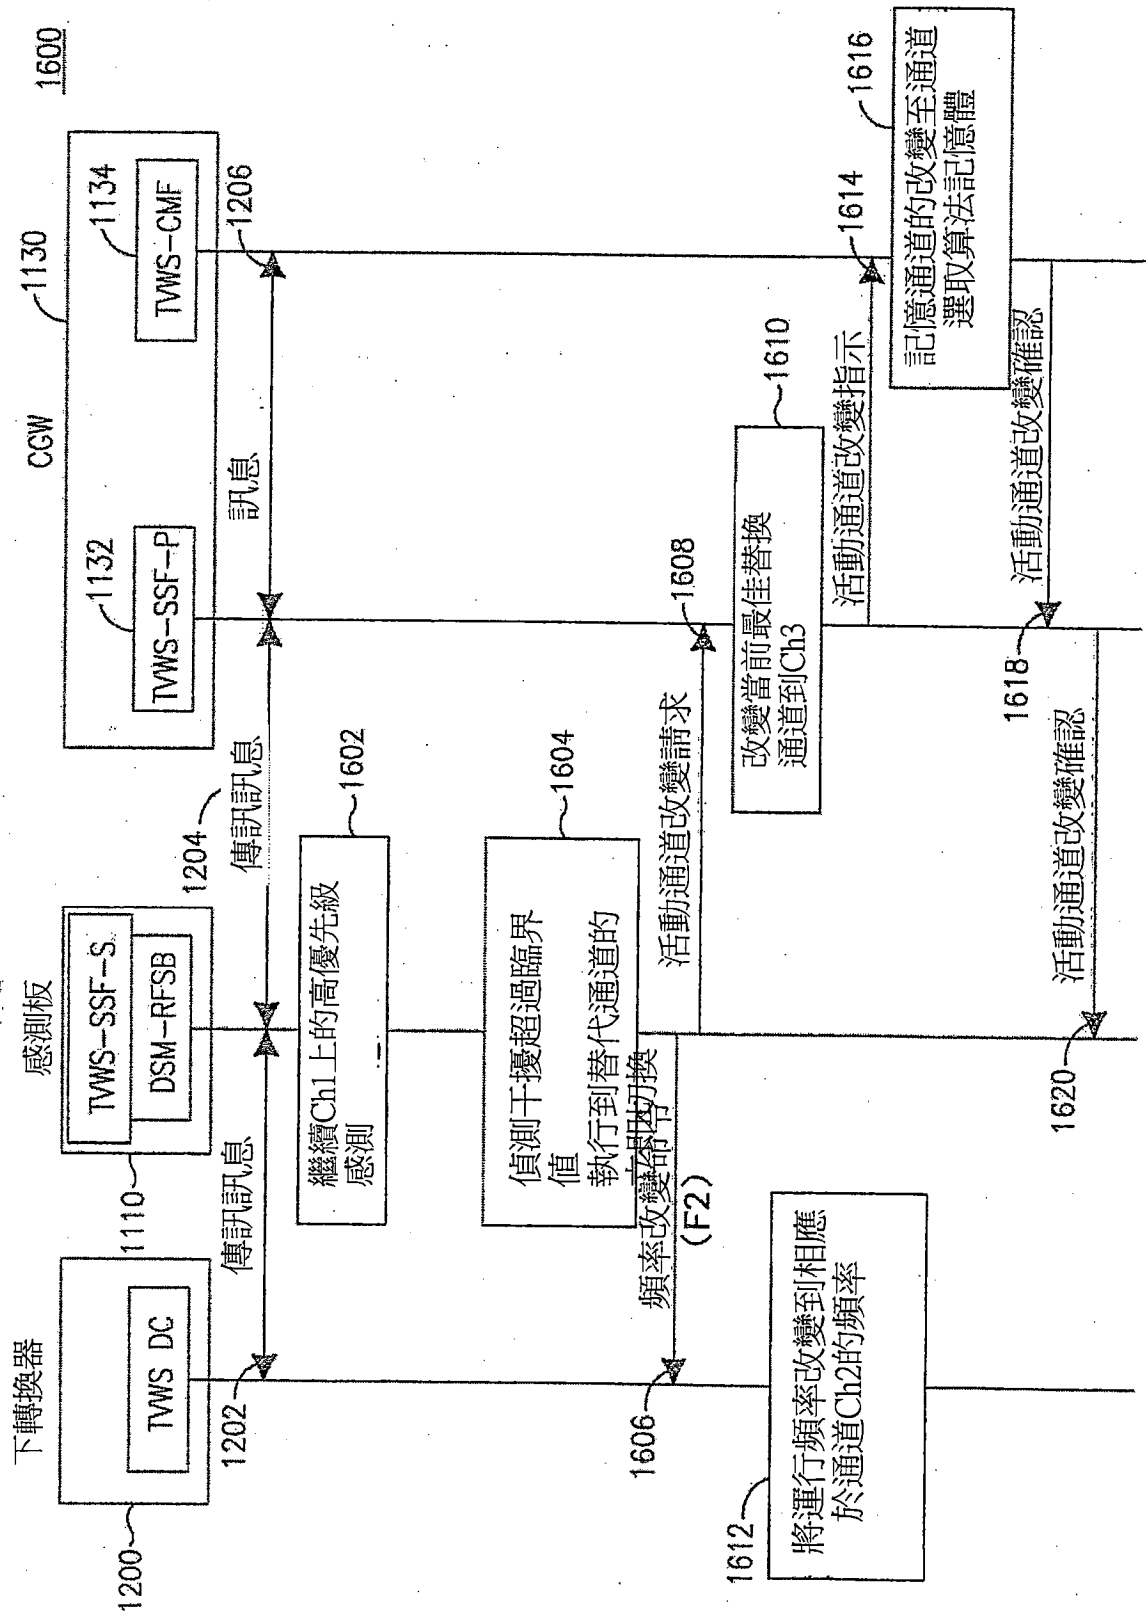 1600
下轉換器
感測板
CGW
1200
TVWS DC
1110
TVWS-SSF-S
DSM-RFSB
1130
1132
TVWS-SSF-P
1134
TVWS-CMF
1202
傳訊訊息
1204
傳訊訊息
訊息
1206
繼續Ch1上的高優先級
感測
1602
偵測干擾超過臨界
值
執行到替代通道的
切換
1604
頻率改變命令
(F2)
1606
活動通道改變請求
1608
改變當前最佳替換
通道到Ch3
1610
將運行頻率改變到相應
於通道Ch2的頻率
1612
活動通道改變指示
1614
記憶通道的改變至通道
選取算法記憶體
1616
活動通道改變確認
1618
活動通道改變確認
1620